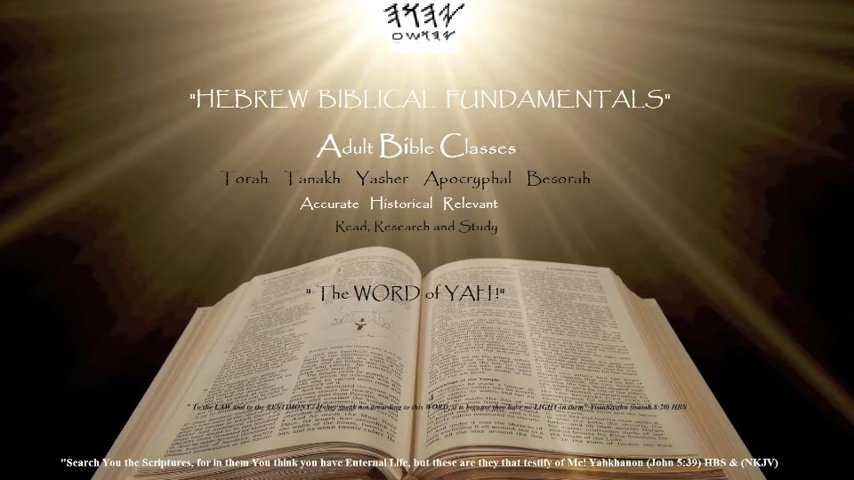 𐤉𐤄𐤅𐤄
𐤉𐤄𐤅𐤔𐤏
"HEBREW BIBLICAL FUNDAMENTALS"
Adult Bible Classes
Torah Tanakh Yasher Apocryphal Besorah
Accurate Historical Relevant
Read, Research and Study
" The WORD of YAH!"
" To the LAW and to the TESTIMONY! If they speak not according to this WORD, it is because they have no LIGHT in them" (Isaiah 8:20) HBS
"Search You the Scriptures, for in them You think you have Enternal Life, but these are they that testify of Me! Yahkhanon (John 5:39) HBS & (NKJV)